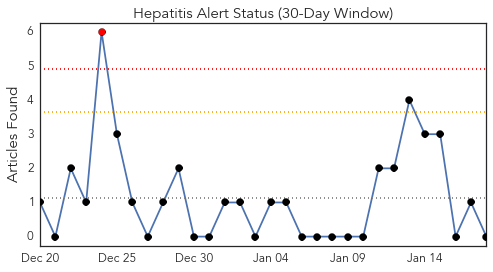 Hepatitis Alert Status (30-Day Window)
Articles Found
6
5
4
3
2
1
0
Dec 20 Dec 25 Dec 30 Jan 04 Jan 09 Jan 14